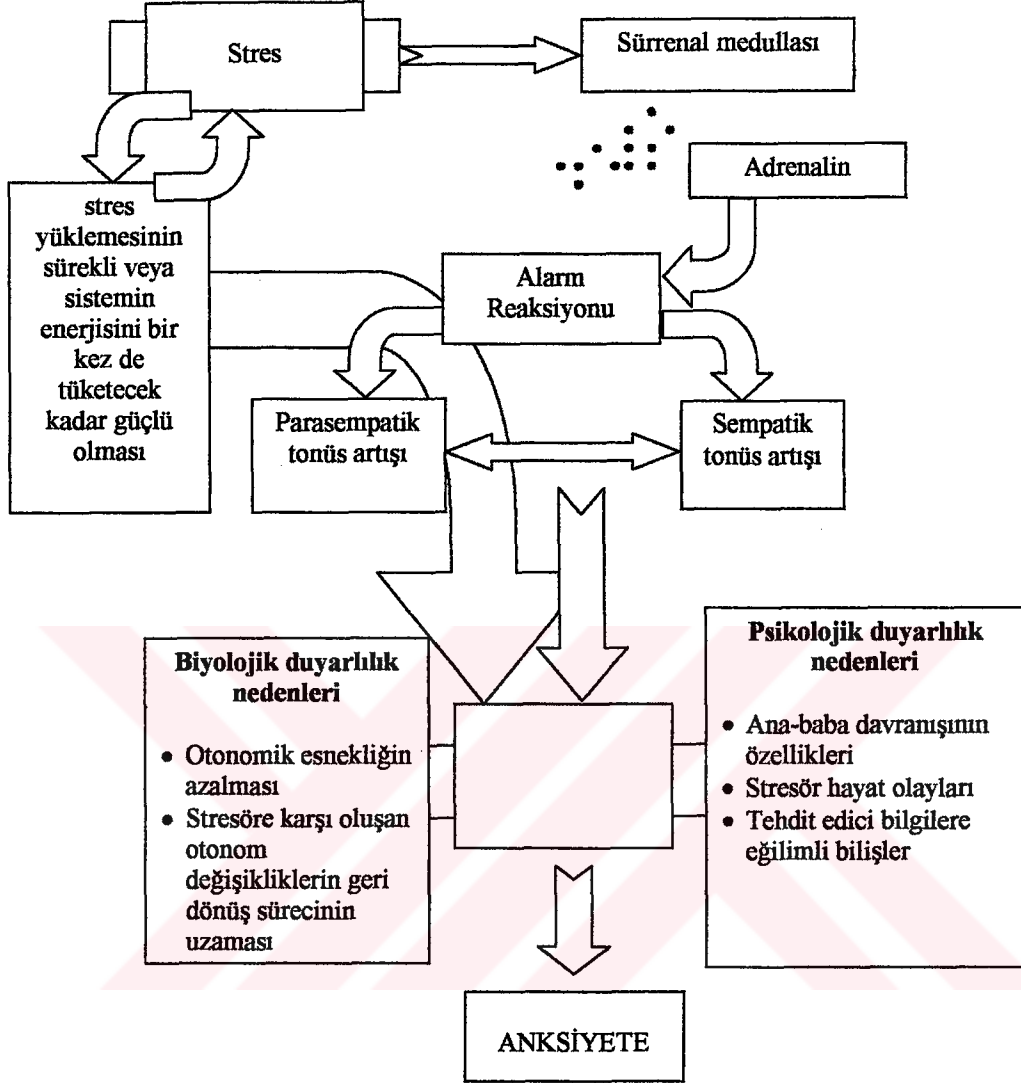 Stres
Sürrenal medullası
Adrenalin
stres
yüklemesinin
sürekli veya
sistemin
enerjisini bir
kez de
tüketecek
kadar güçlü
olması
Alarm
Reaksiyonu
Parasempatik
tonüs artışı
Sempatik
tonüs artışı
Biyolojik duyarlılık
nedenleri
• Otonomik esnekliğin
azalması
• Stresöre karşı oluşan
otonom
değişikliklerin geri
dönüş sürecinin
uzaması
Psikolojik duyarlılık
nedenleri
• Ana-baba davranışının
özellikleri
• Stresör hayat olayları
• Tehdit edici bilgilere
eğilimli bilişler
ANKSİYETE